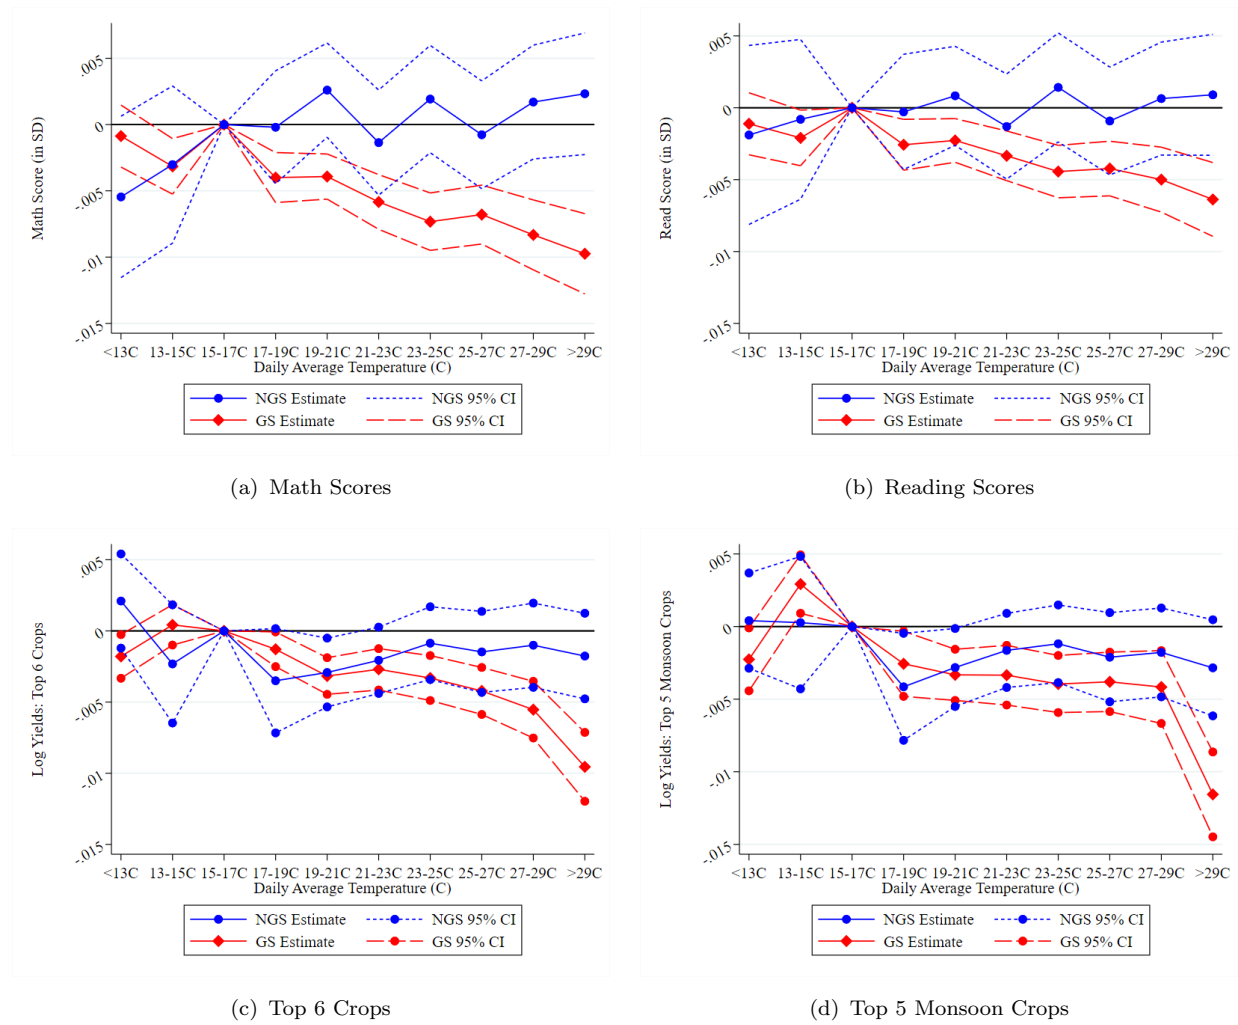 .005
0
-.005
-.01
-.015
Math Score (in SD)
<13C 13-15C 15-17C 17-19C 19-21C 21-23C 23-25C 25-27C 27-29C >29C
Daily Average Temperature (C)
NGS Estimate NGS 95% CI
GS Estimate GS 95% CI
(a) Math Scores
.005
0
-.005
-.01
-.015
Read Score (in SD)
<13C 13-15C 15-17C 17-19C 19-21C 21-23C 23-25C 25-27C 27-29C >29C
Daily Average Temperature (C)
NGS Estimate NGS 95% CI
GS Estimate GS 95% CI
(b) Reading Scores
.005
0
-.005
-.01
-.015
Log Yields: Top 6 Crops
<13C 13-15C 15-17C 17-19C 19-21C 21-23C 23-25C 25-27C 27-29C >29C
Daily Average Temperature (C)
NGS Estimate NGS 95% CI
GS Estimate GS 95% CI
(c) Top 6 Crops
.005
0
-.005
-.01
-.015
Log Yields: Top 5 Monsoon Crops
<13C 13-15C 15-17C 17-19C 19-21C 21-23C 23-25C 25-27C 27-29C >29C
Daily Average Temperature (C)
NGS Estimate NGS 95% CI
GS Estimate GS 95% CI
(d) Top 5 Monsoon Crops